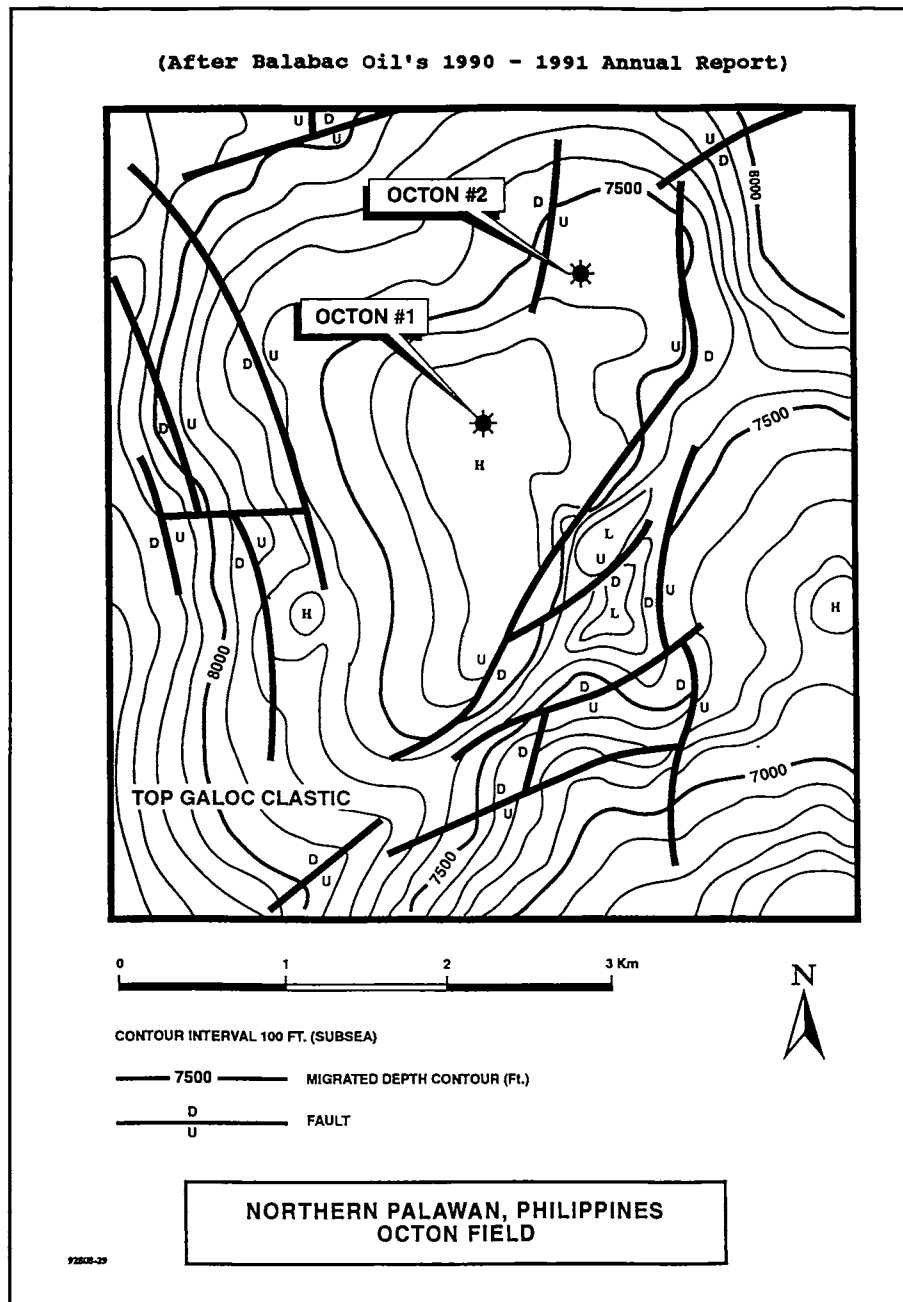 (After Balabac Oil's 1990 - 1991 Annual Report)
U D
U
U
D
8000
OCTON #2
7500
D
U
OCTON #1
U
D
D
U
7500
D
U
H
L
U
D
U
D
U
D
D
U
L
H
H
8000
U
D
D
U
D
U
D
7000
TOP GALOC CLASTIC
D
U
7500
D
U
0 1 2 3 Km
N
CONTOUR INTERVAL 100 FT. (SUBSEA)
7500 MIGRATED DEPTH CONTOUR (Ft.)
D
U
FAULT
NORTHERN PALAWAN, PHILIPPINES
OCTON FIELD